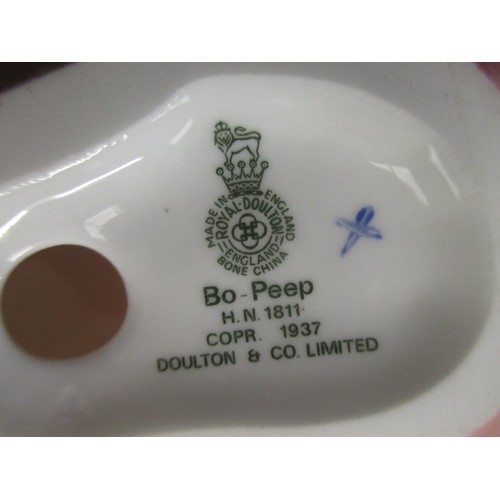 MADE IN ENGLAND
ROYAL·DOULTON
ENGLAND
BONE CHINA
Bo-Peep
H.N. 1811·
COPR. 1937
DOULTON & CO. LIMITED